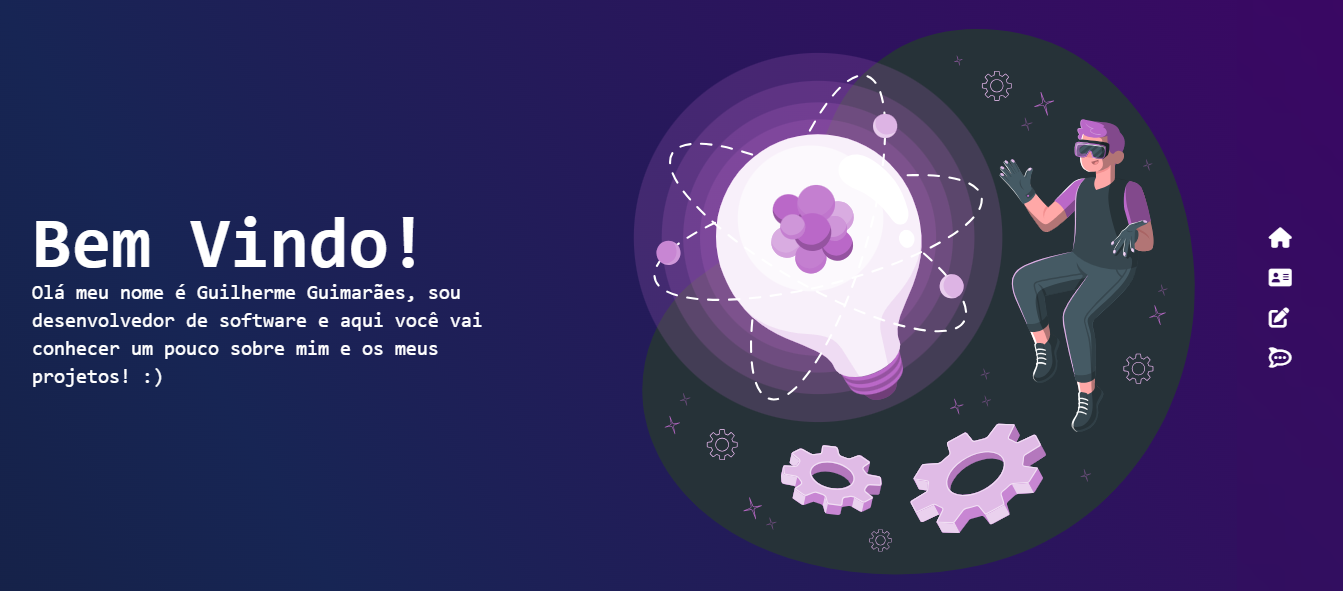 Bem Vindo!
Olá meu nome é Guilherme Guimarães, sou
desenvolvedor de software e aqui você vai
conhecer um pouco sobre mim e os meus
projetos! :)